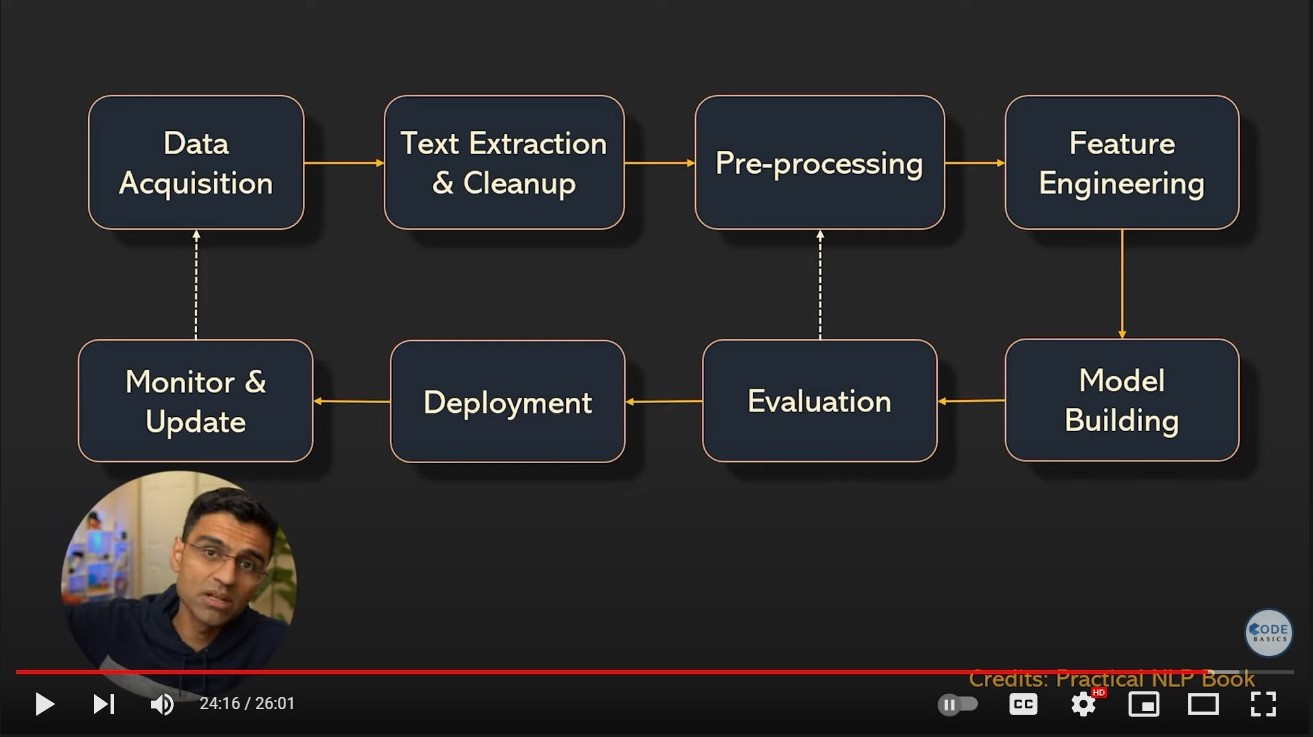 Data
Acquisition
Text Extraction
& Cleanup
Pre-processing
Feature
Engineering
Monitor &
Update
Deployment
Evaluation
Model
Building
CODE
BASICS
Credits: Practical NLP Book
24:16 / 26:01
CC
HD